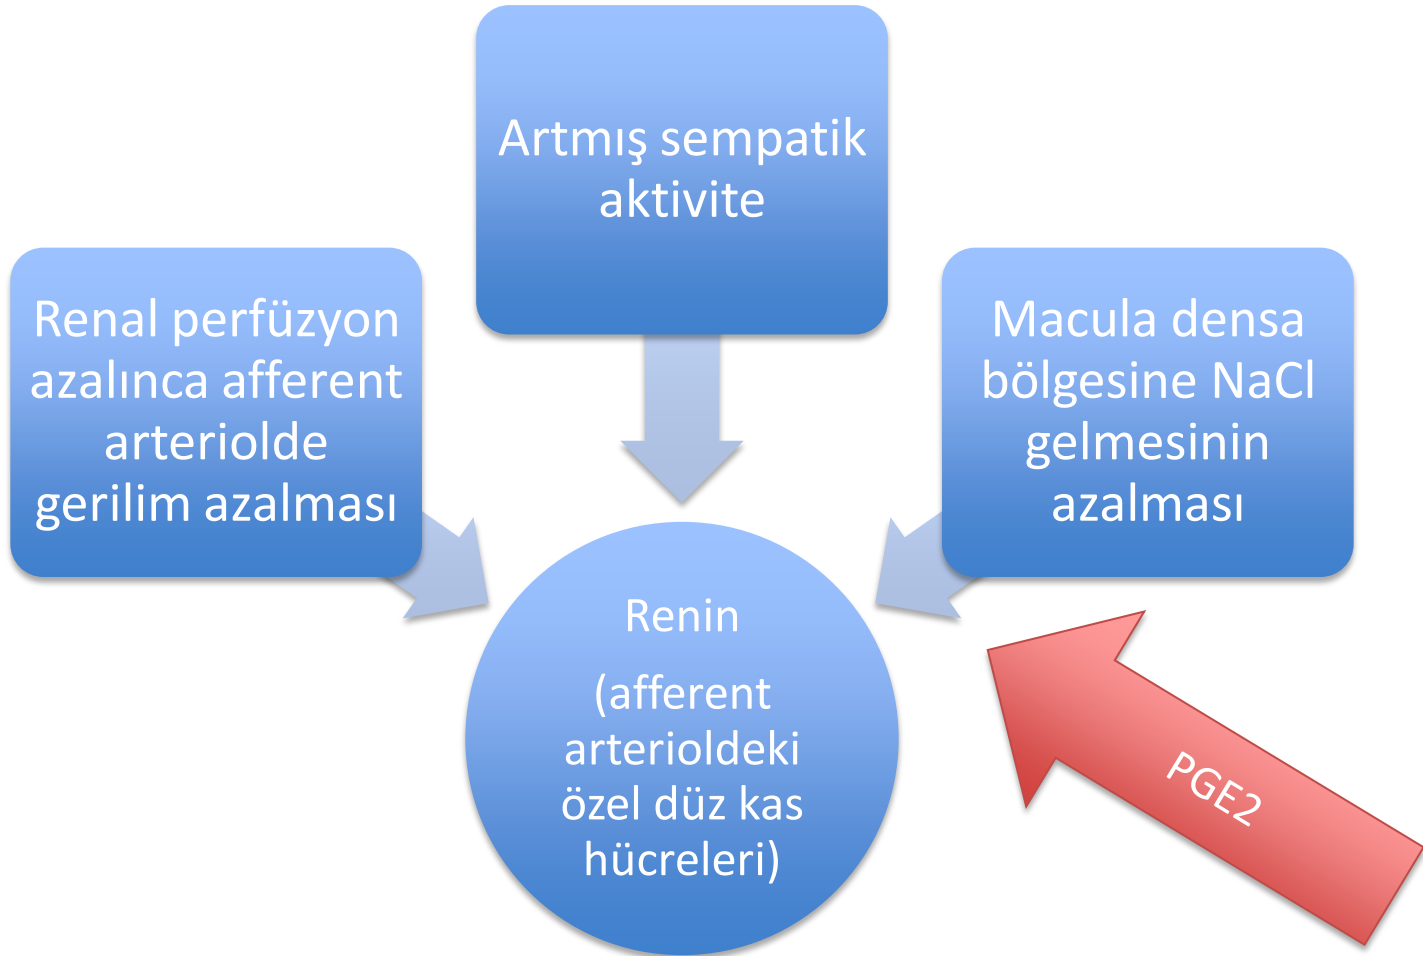 Artmış sempatik
aktivite
Renal perfüzyon
azalınca afferent
arteriolde
gerilim azalması
Macula densa
bölgesine NaCl
gelmesinin
azalması
Renin
(afferent
arterioldeki
özel düz kas
hücreleri)
PGE2